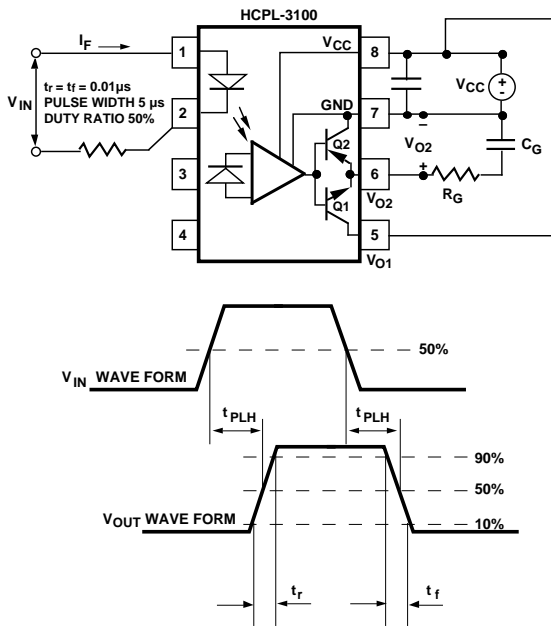 HCPL-3100
I_F
1
V_CC
8
t_r = t_f = 0.01µs
PULSE WIDTH 5 µs
DUTY RATIO 50%
V_IN
V_CC
+
-
2
GND
7
–
V_O2
C_G
Q2
3
6
+
V_O2
R_G
Q1
4
5
V_O1
50%
V_IN WAVE FORM
t_PLH
t_PLH
90%
50%
V_OUT WAVE FORM
10%
t_r
t_f